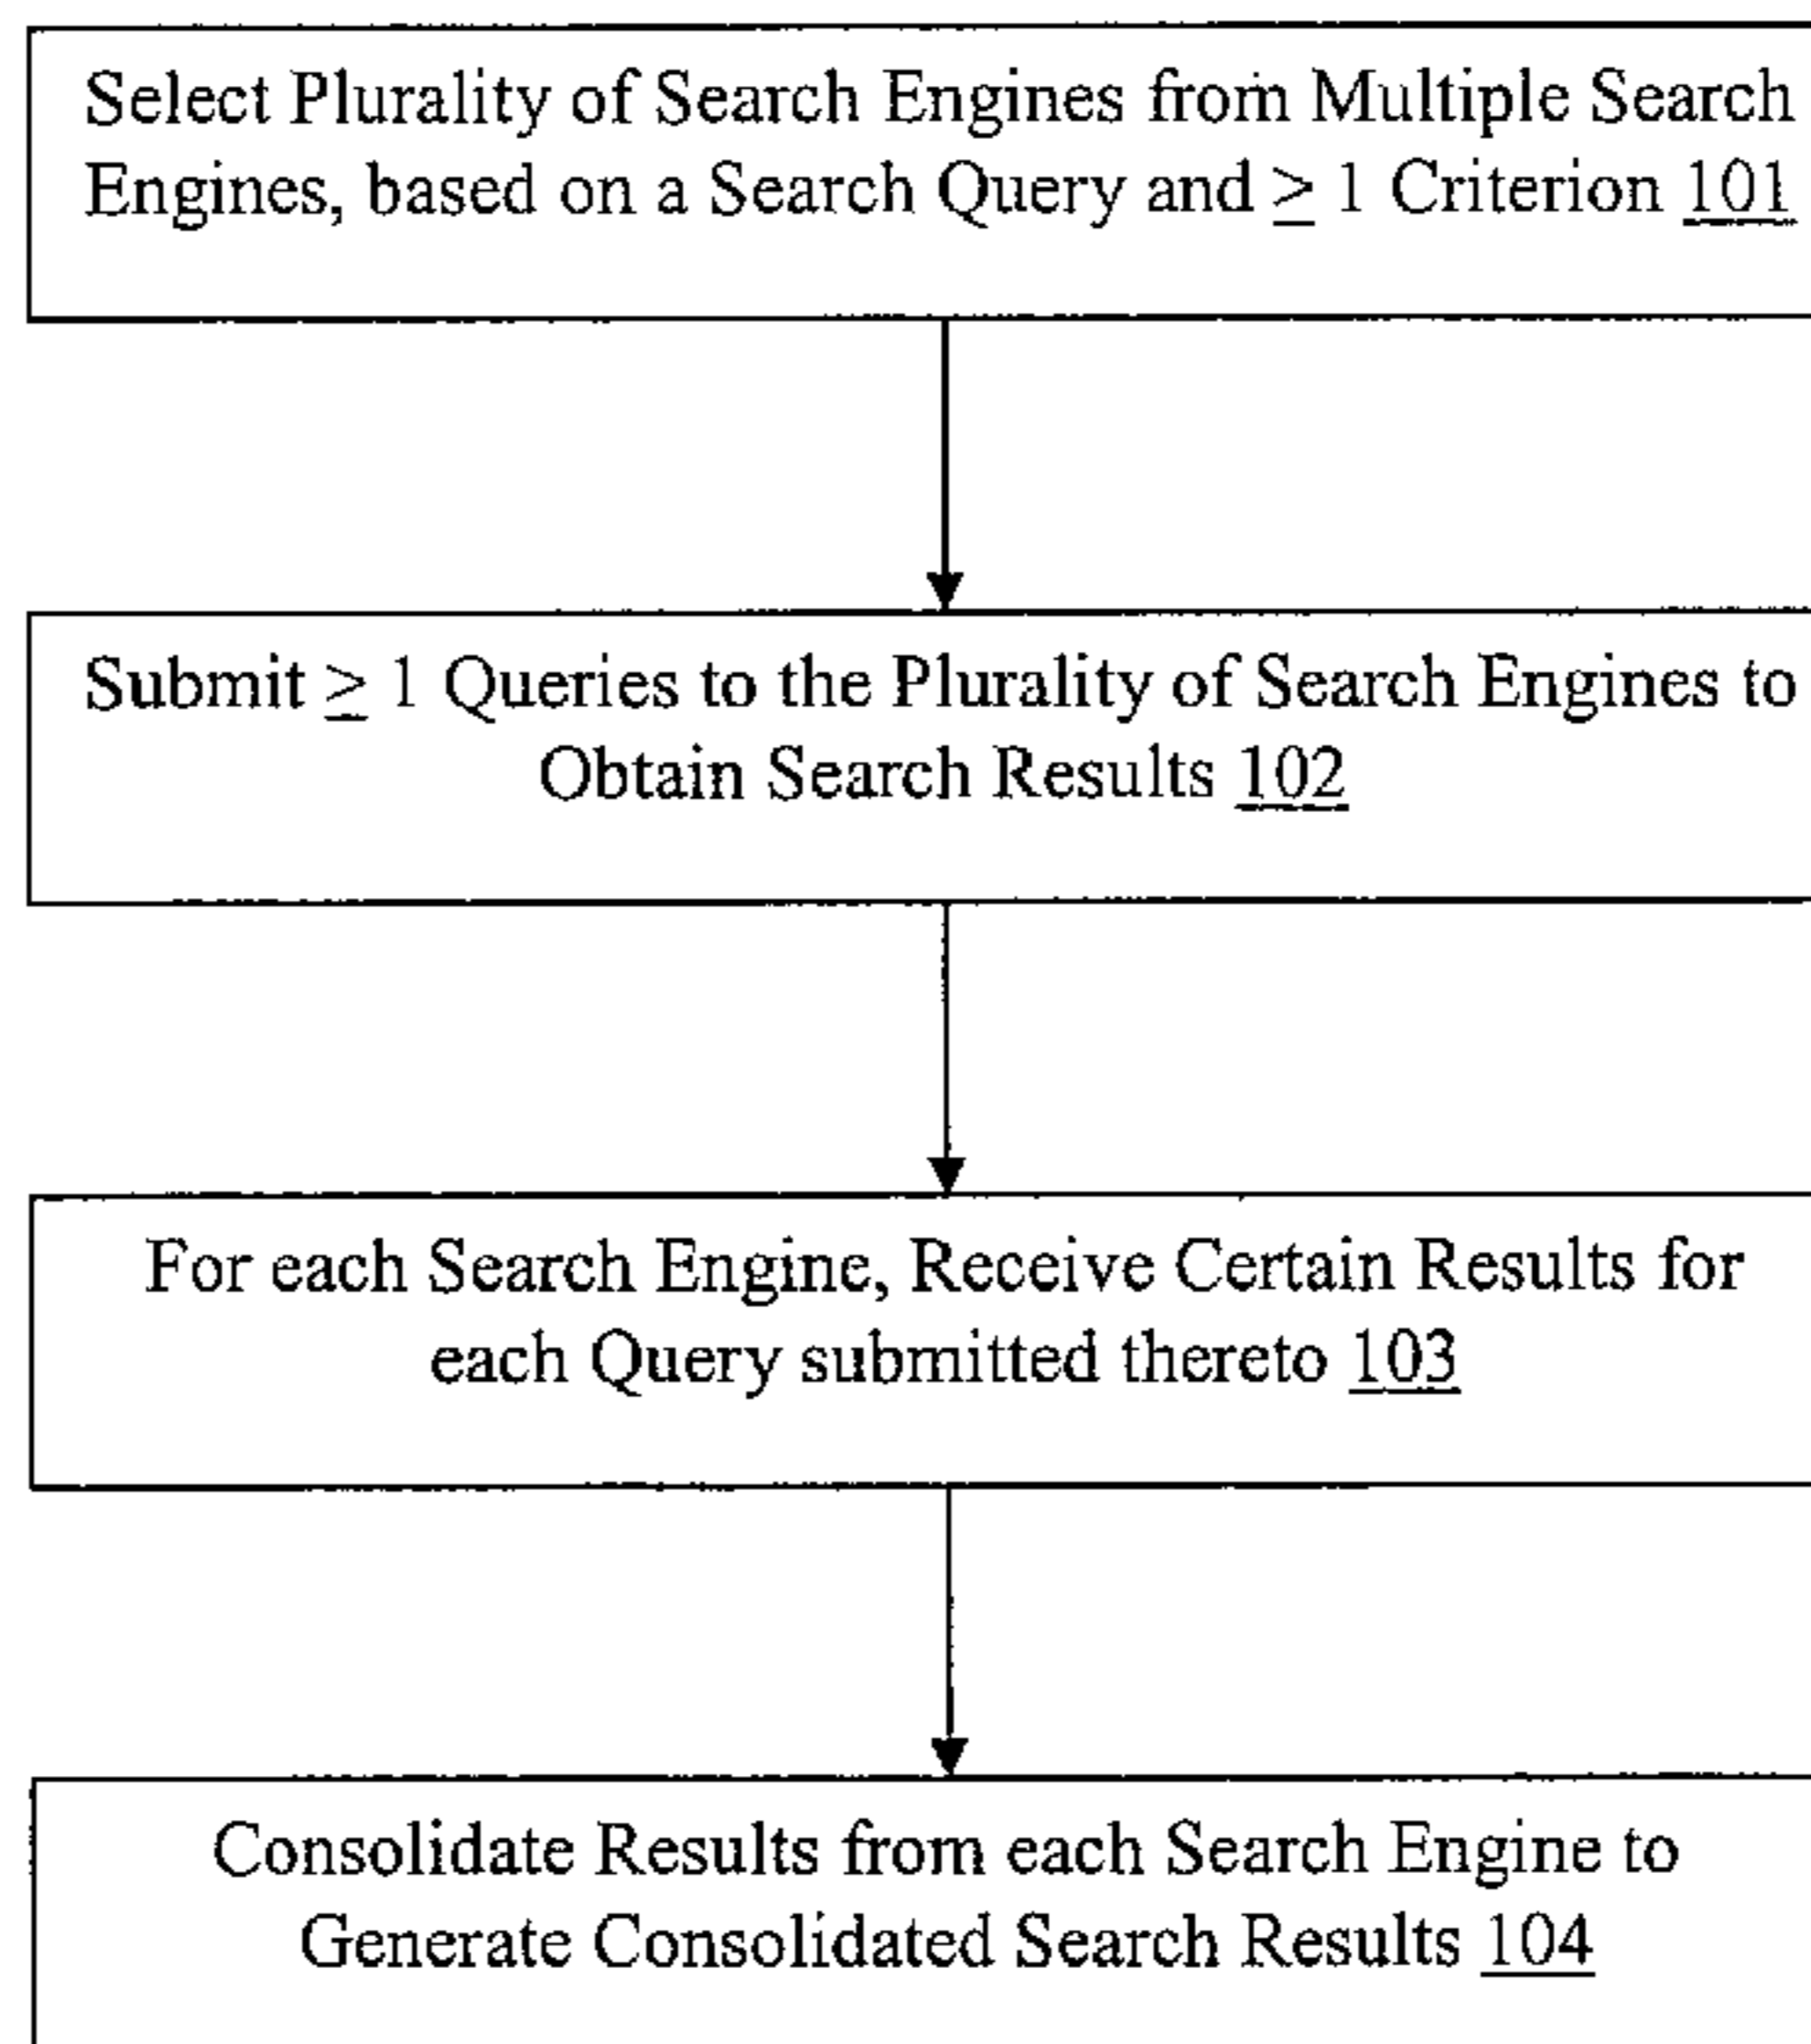 Select Plurality of Search Engines from Multiple Search
Engines, based on a Search Query and ≥ 1 Criterion 101
Submit ≥ 1 Queries to the Plurality of Search Engines to
Obtain Search Results 102
For each Search Engine, Receive Certain Results for
each Query submitted thereto 103
Consolidate Results from each Search Engine to
Generate Consolidated Search Results 104